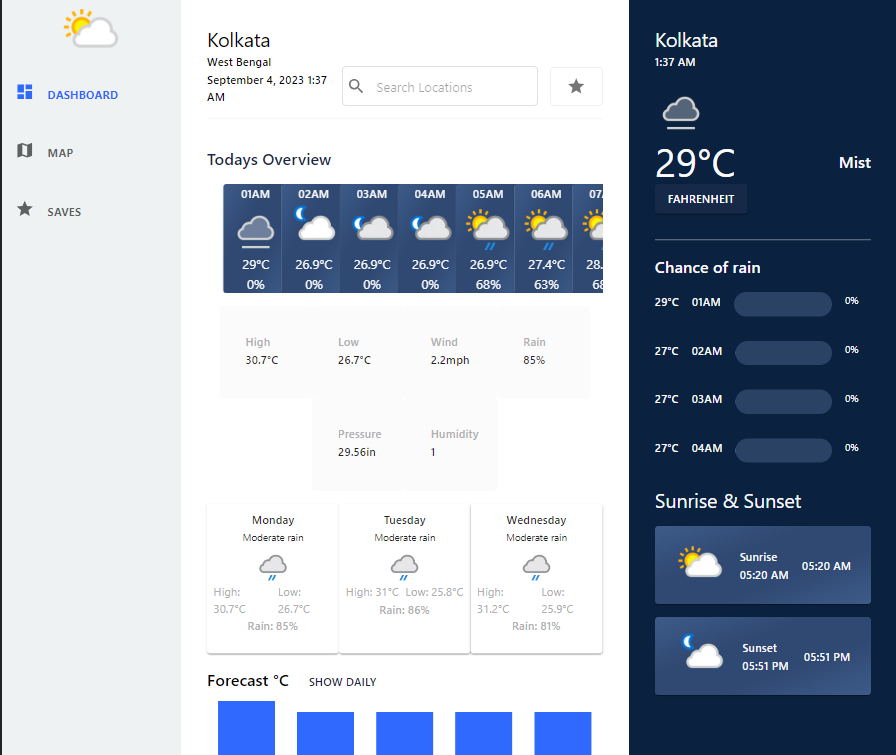 DASHBOARD
MAP
SAVES
Kolkata
West Bengal
September 4, 2023 1:37
AM
Search Locations
Todays Overview
01AM 02AM 03AM 04AM 05AM 06AM 07
29°C 26.9°C 26.9°C 26.9°C 26.9°C 27.4°C 28.
0% 0% 0% 0% 68% 63% 68
High Low Wind Rain
30.7°C 26.7°C 2.2mph 85%
Pressure Humidity
29.56in 1
Monday Tuesday Wednesday
Moderate rain Moderate rain Moderate rain
High: Low: High: 31°C Low: 25.8°C High: Low:
30.7°C 26.7°C Rain: 86% 31.2°C 25.9°C
Rain: 85% Rain: 81%
Forecast °C SHOW DAILY
Kolkata
1:37 AM
29°C Mist
FAHRENHEIT
Chance of rain
29°C 01AM 0%
27°C 02AM 0%
27°C 03AM 0%
27°C 04AM 0%
Sunrise & Sunset
Sunrise
05:20 AM 05:20 AM
Sunset
05:51 PM 05:51 PM